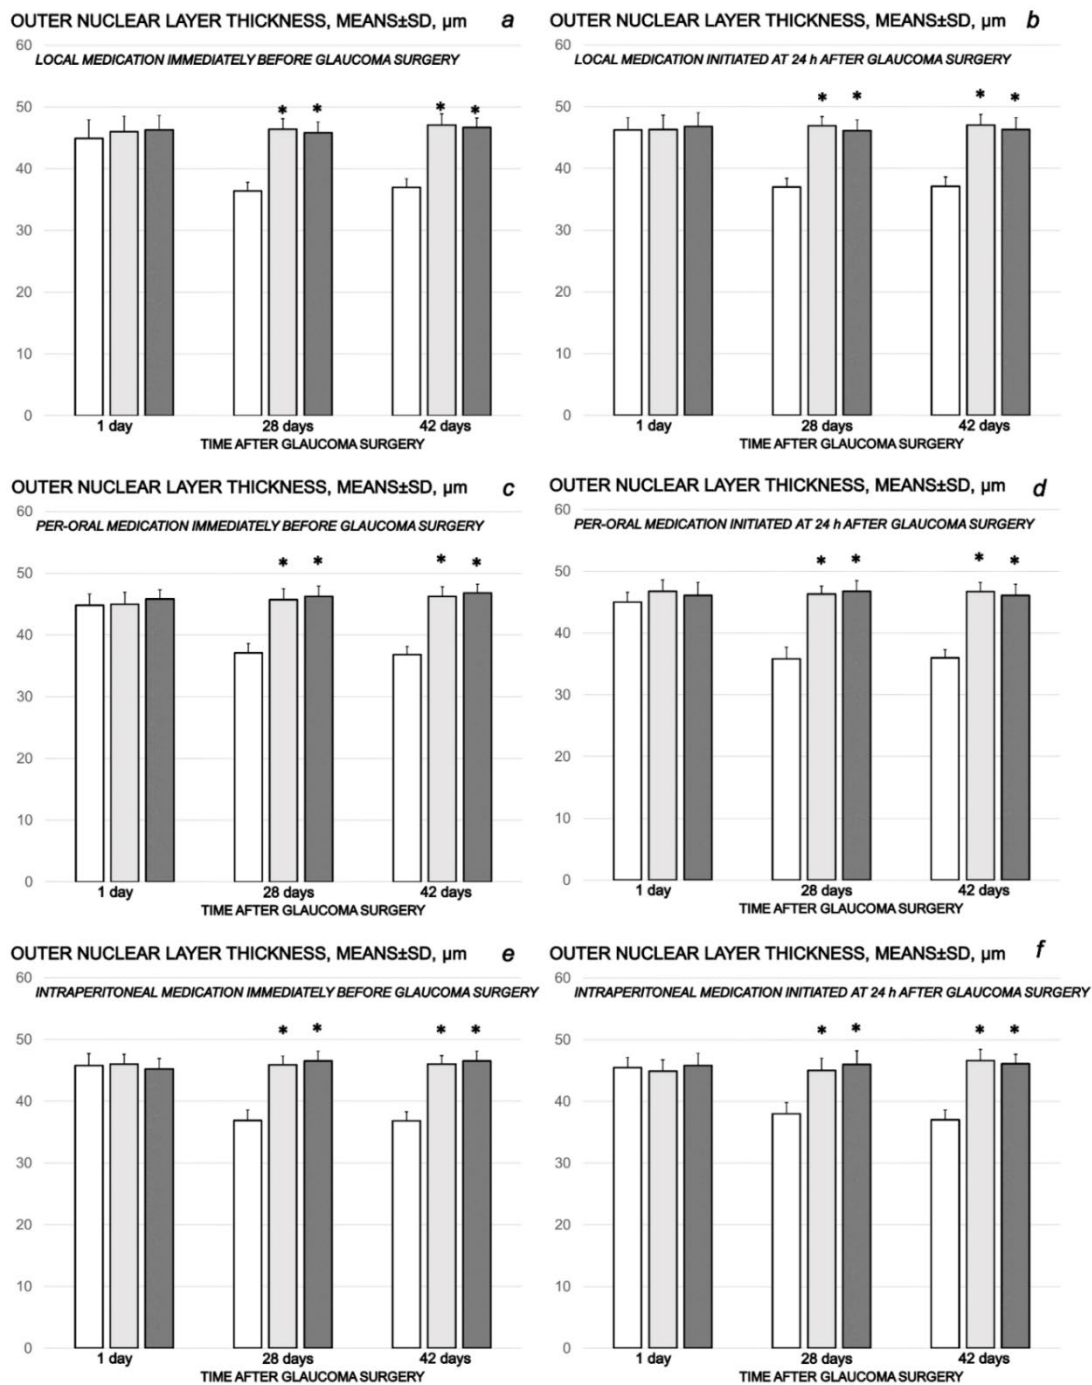 OUTER NUCLEAR LAYER THICKNESS, MEANS±SD, µm a
60
LOCAL MEDICATION IMMEDIATELY BEFORE GLAUCOMA SURGERY
50
* * * *
40
30
20
10
0
1 day 28 days 42 days
TIME AFTER GLAUCOMA SURGERY
OUTER NUCLEAR LAYER THICKNESS, MEANS±SD, µm b
60
LOCAL MEDICATION INITIATED AT 24 h AFTER GLAUCOMA SURGERY
* * * *
50
40
30
20
10
0
1 day 28 days 42 days
TIME AFTER GLAUCOMA SURGERY
OUTER NUCLEAR LAYER THICKNESS, MEANS±SD, µm c
60
PER-ORAL MEDICATION IMMEDIATELY BEFORE GLAUCOMA SURGERY
* * * *
50
40
30
20
10
0
1 day 28 days 42 days
TIME AFTER GLAUCOMA SURGERY
OUTER NUCLEAR LAYER THICKNESS, MEANS±SD, µm d
60
PER-ORAL MEDICATION INITIATED AT 24 h AFTER GLAUCOMA SURGERY
* * * *
50
40
30
20
10
0
1 day 28 days 42 days
TIME AFTER GLAUCOMA SURGERY
OUTER NUCLEAR LAYER THICKNESS, MEANS±SD, µm e
60
INTRAPERITONEAL MEDICATION IMMEDIATELY BEFORE GLAUCOMA SURGERY
* * * *
50
40
30
20
10
0
1 day 28 days 42 days
TIME AFTER GLAUCOMA SURGERY
OUTER NUCLEAR LAYER THICKNESS, MEANS±SD, µm f
60
INTRAPERITONEAL MEDICATION INITIATED AT 24 h AFTER GLAUCOMA SURGERY
* * * *
50
40
30
20
10
0
1 day 28 days 42 days
TIME AFTER GLAUCOMA SURGERY